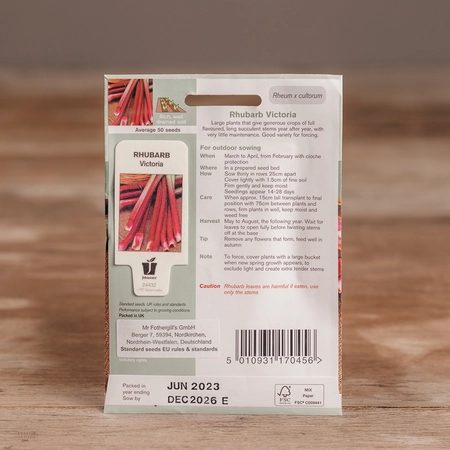 Rheum x cultorum
Rich, well
drained soil
Average 50 seeds
Rhubarb Victoria
Large plants that give generous crops of full
flavoured, long succulent stems year after year, with
very little maintenance. Good variety for forcing.
For outdoor sowing
When March to April, from February with cloche
protection
Where In a prepared seed bed
How Sow thinly in rows 25cm apart
Cover lightly with 1.5cm of fine soil
Firm gently and keep moist
Seedlings appear 14-28 days
Care When approx. 15cm tall transplant to final
position with 75cm between plants and
rows, firm plants in well, keep moist and
weed free
Harvest May to August, the following year. Wait for
leaves to open fully before twisting stems
off at the base
Tip Remove any flowers that form, feed well in
autumn
Note To force, cover plants with a large bucket
when new spring growth appears, to
exclude light and create extra tender stems
Caution Rhubarb leaves are harmful if eaten, use
only the stems
RHUBARB
Victoria
Standard seeds. UK rules and standards.
Performance subject to growing conditions.
Packed in UK
Mr Fothergill's GmbH
Berger 7, 59394, Nordkirchen,
Nordrhein-Westfalen, Deutschland
Standard seeds EU rules & standards
5 010931 170456 >
Packed in
year ending JUN 2023
Sow by DEC 2026 E
FSC
MIX
Paper